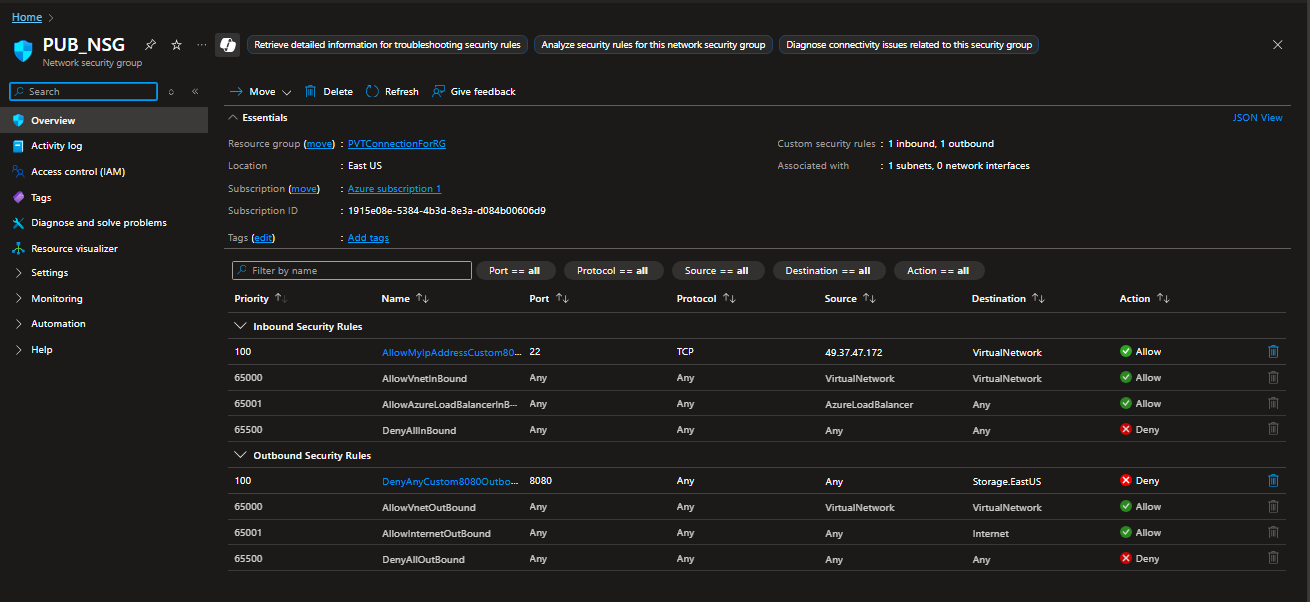 Home
PUB_NSG
Network security group
Retrieve detailed information for troubleshooting security rules
Analyze security rules for this network security group
Diagnose connectivity issues related to this security group
Search
Overview
Activity log
Access control (IAM)
Tags
Diagnose and solve problems
Resource visualizer
Settings
Monitoring
Automation
Help
Move Delete Refresh Give feedback
Essentials JSON View
Resource group (move) : PVTConnectionForRG Custom security rules : 1 inbound, 1 outbound
Location : East US Associated with : 1 subnets, 0 network interfaces
Subscription (move) : Azure subscription 1
Subscription ID : 1915e08e-5384-4b3d-8e3a-d084b00606d9
Tags (edit) : Add tags
Filter by name Port == all Protocol == all Source == all Destination == all Action == all
Priority Name Port Protocol Source Destination Action
Inbound Security Rules
100 AllowMyIpAddressCustom80... 22 TCP 49.37.47.172 VirtualNetwork Allow
65000 AllowVnetInBound Any Any VirtualNetwork VirtualNetwork Allow
65001 AllowAzureLoadBalancerInB... Any Any AzureLoadBalancer Any Allow
65500 DenyAllInBound Any Any Any Any Deny
Outbound Security Rules
100 DenyAnyCustom8080Outbo... 8080 Any Any Storage.EastUS Deny
65000 AllowVnetOutBound Any Any VirtualNetwork VirtualNetwork Allow
65001 AllowInternetOutBound Any Any Any Internet Allow
65500 DenyAllOutBound Any Any Any Any Deny